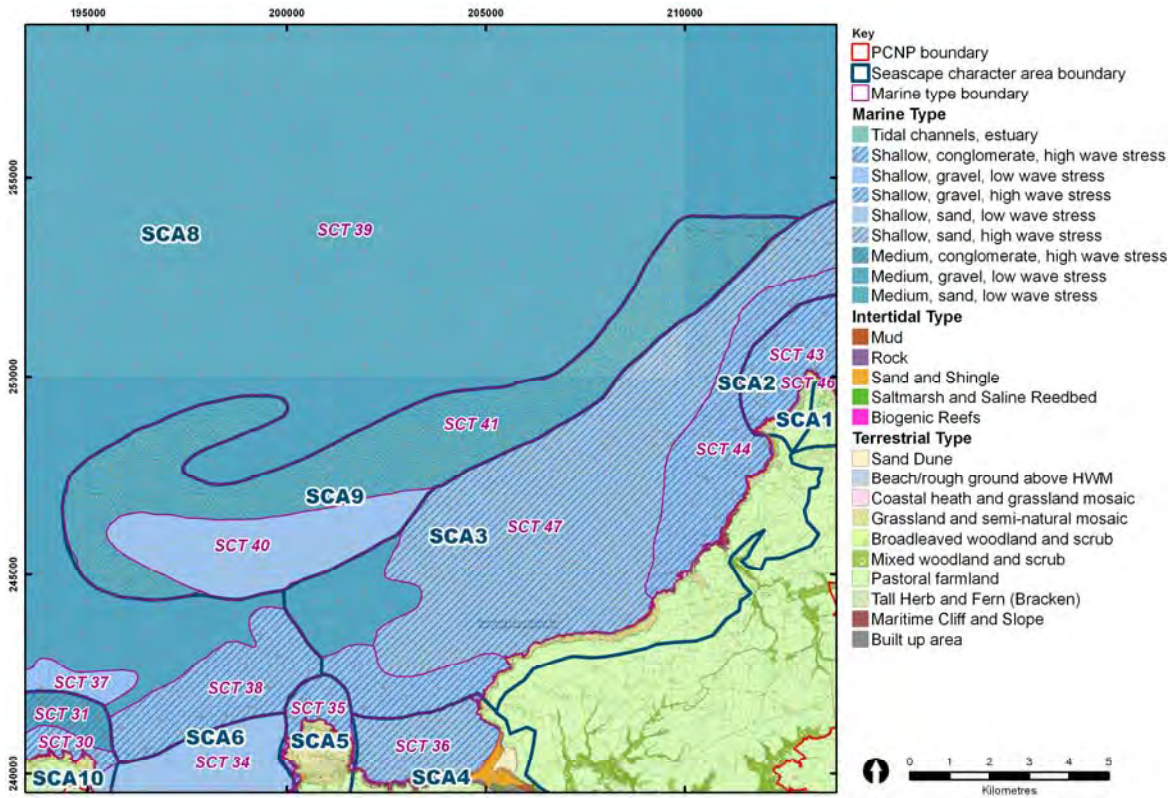 195000 200000 205000 210000
255000
250000
245000
240000
SCA8
SCT 39
SCT 43
SCA2
SCT 46
SCT 41
SCA1
SCT 44
SCA9
SCA3
SCT 47
SCT 40
SCT 37
SCT 38
SCT 31
SCT 35
SCT 30
SCA6
SCA5
SCT 36
SCT 34
SCA10
SCA4
Key
PCNP boundary
Seascape character area boundary
Marine type boundary
Marine Type
Tidal channels, estuary
Shallow, conglomerate, high wave stress
Shallow, gravel, low wave stress
Shallow, gravel, high wave stress
Shallow, sand, low wave stress
Shallow, sand, high wave stress
Medium, conglomerate, high wave stress
Medium, gravel, low wave stress
Medium, sand, low wave stress
Intertidal Type
Mud
Rock
Sand and Shingle
Saltmarsh and Saline Reedbed
Biogenic Reefs
Terrestrial Type
Sand Dune
Beach/rough ground above HWM
Coastal heath and grassland mosaic
Grassland and semi-natural mosaic
Broadleaved woodland and scrub
Mixed woodland and scrub
Pastoral farmland
Tall Herb and Fern (Bracken)
Maritime Cliff and Slope
Built up area
0 1 2 3 4 5
Kilometres